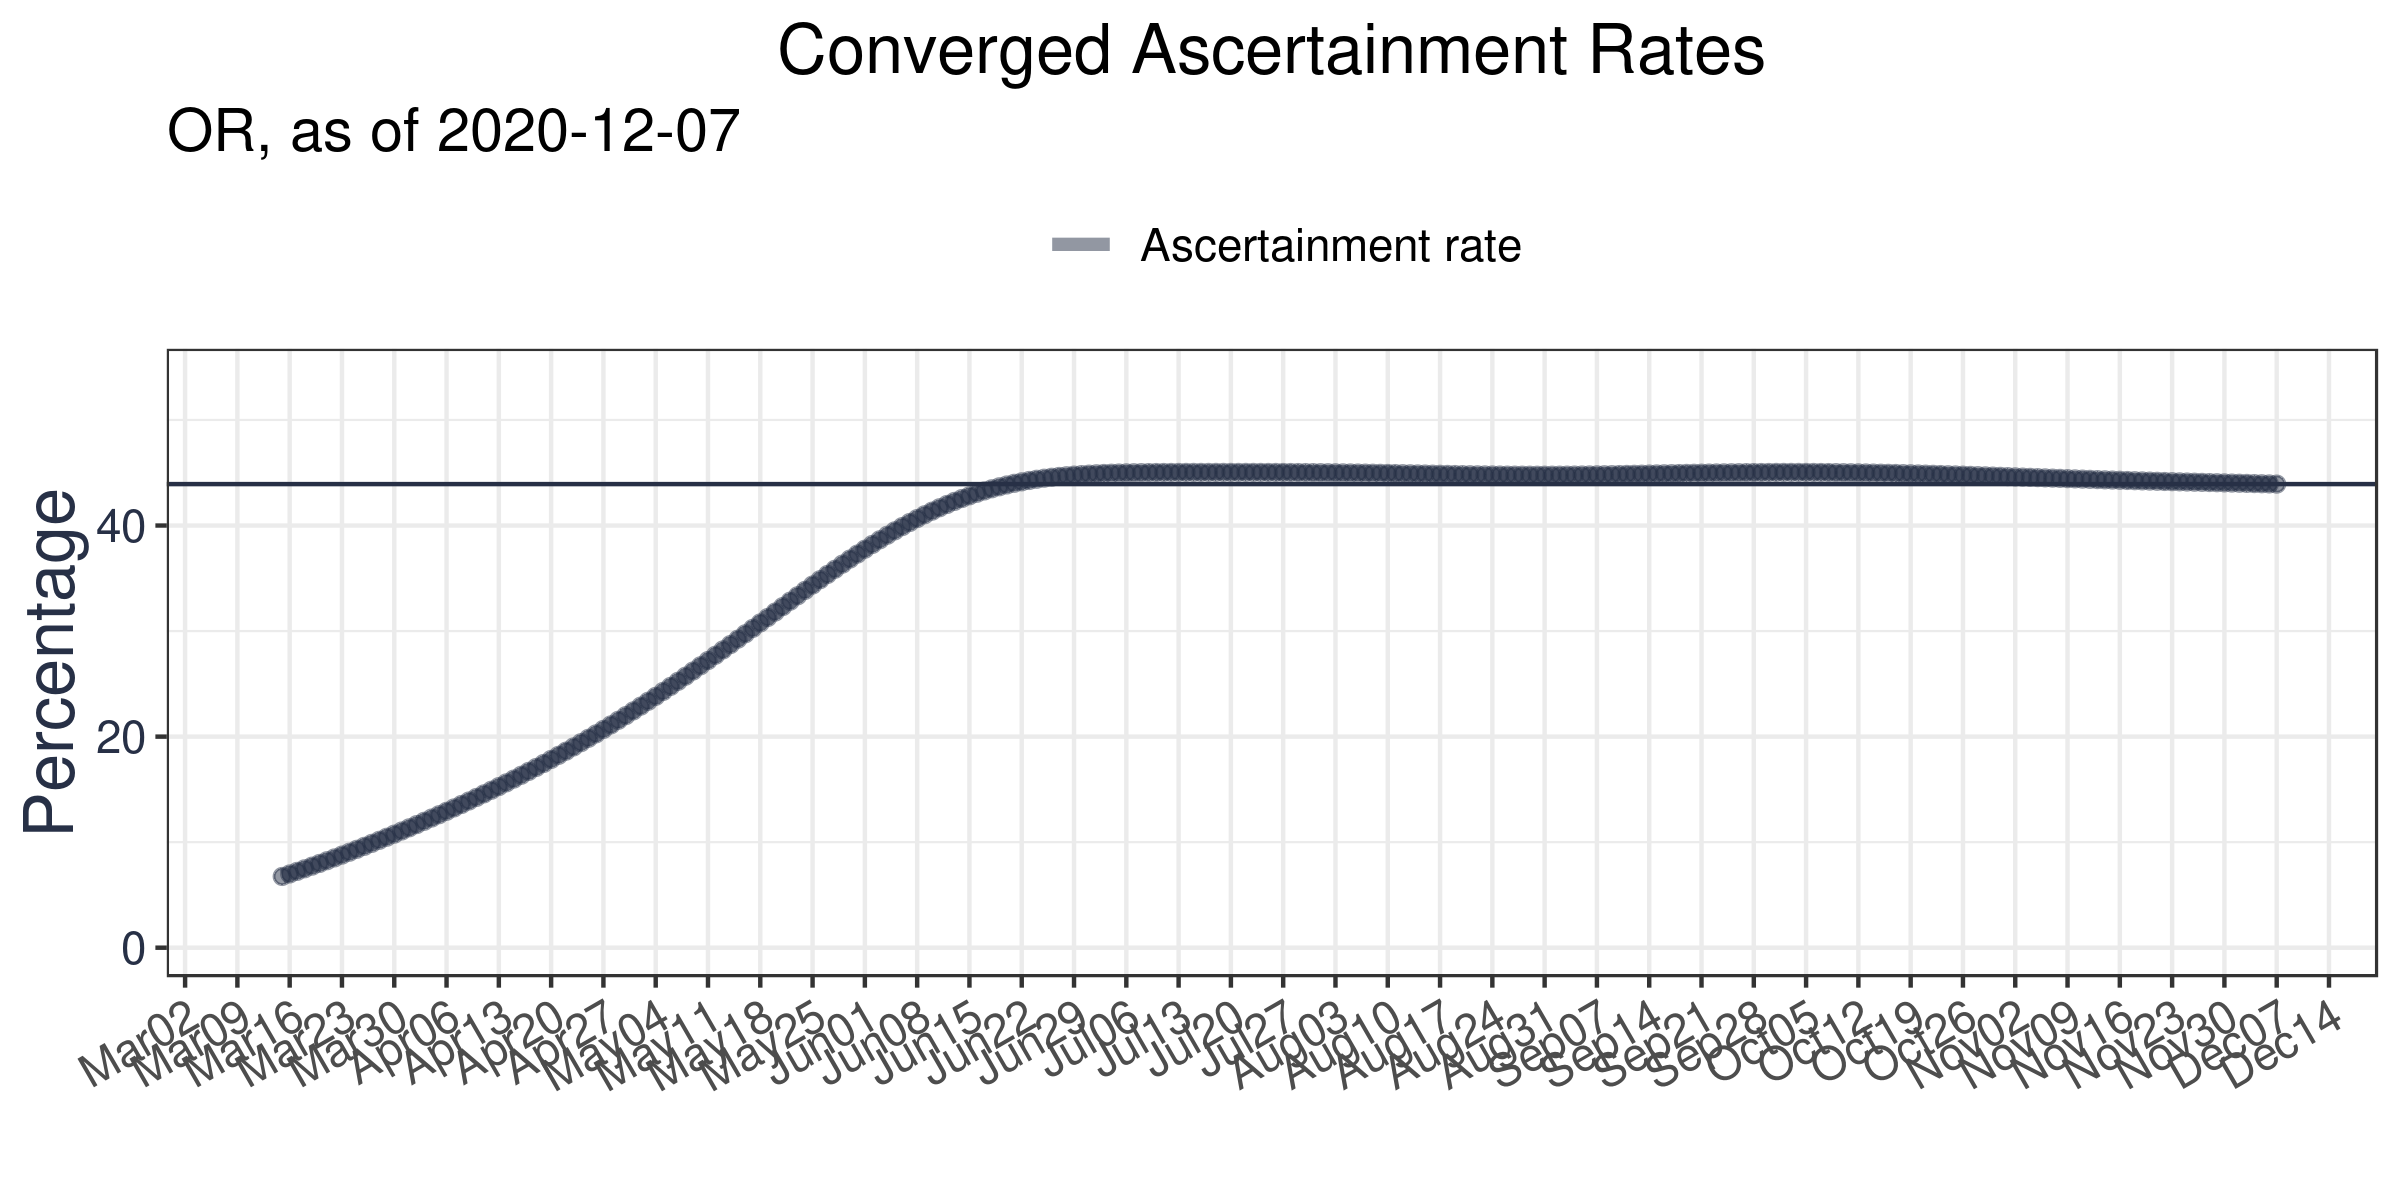 Converged Ascertainment Rates
OR, as of 2020-12-07
Ascertainment rate
Percentage
40
20
0
Mar02
Mar09
Mar16
Mar23
Mar30
Apr06
Apr13
Apr20
Apr27
May04
May11
May18
May25
Jun01
Jun08
Jun15
Jun22
Jun29
Jul06
Jul13
Jul20
Jul27
Aug03
Aug10
Aug17
Aug24
Aug31
Sep07
Sep14
Sep21
Sep28
Oct05
Oct12
Oct19
Oct26
Nov02
Nov09
Nov16
Nov23
Nov30
Dec07
Dec14